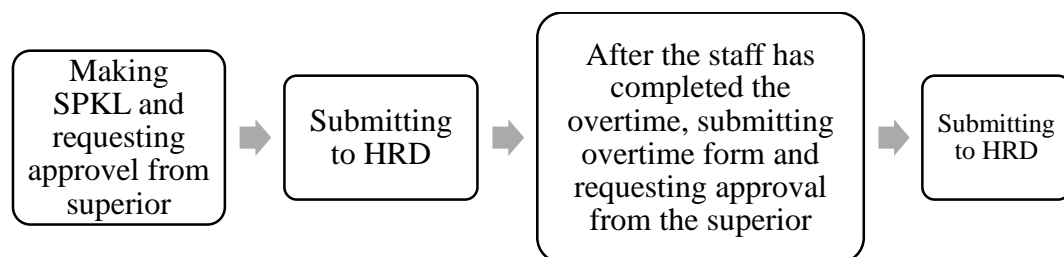 Making
SPKL and
requesting
approvel from
superior
Submitting
to HRD
After the staff has
completed the
overtime, submitting
overtime form and
requesting approval
from the superior
Submitting
to HRD